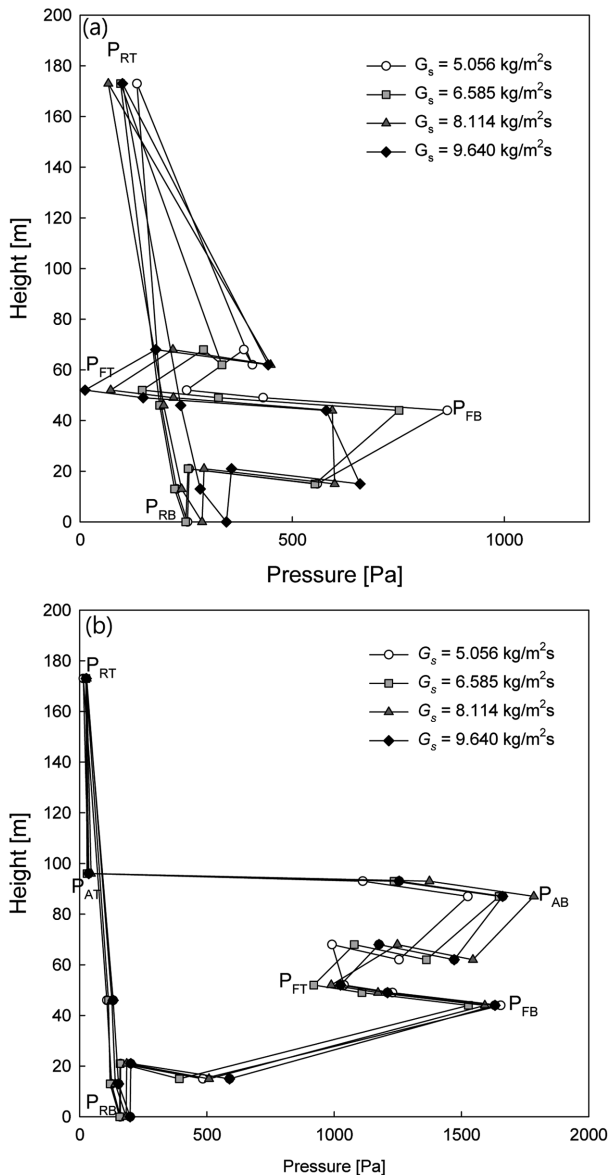 (a)
P_RT
G_s = 5.056 kg/m²s
G_s = 6.585 kg/m²s
G_s = 8.114 kg/m²s
G_s = 9.640 kg/m²s
P_FT
P_FB
P_RB
200
180
160
140
120
100
80
60
40
20
0
Height [m]
0 500 1000
Pressure [Pa]
(b)
P_RT
G_s = 5.056 kg/m²s
G_s = 6.585 kg/m²s
G_s = 8.114 kg/m²s
G_s = 9.640 kg/m²s
P_AT
P_AB
P_FT
P_FB
P_RB
200
180
160
140
120
100
80
60
40
20
0
Height [m]
0 500 1000 1500 2000
Pressure [Pa]